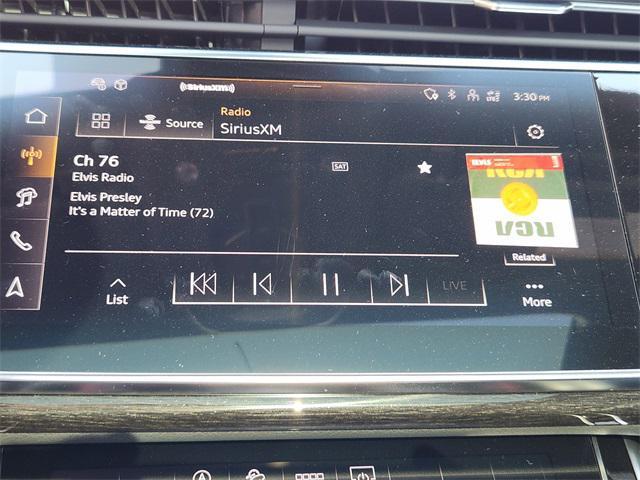 ((SiriusXM))
3:30 PM
Radio
Source
SiriusXM
Ch 76
SAT
Elvis Radio
Elvis Presley
It's a Matter of Time (72)
ELVIS
RCA
RCA
Related
LIVE
List
More